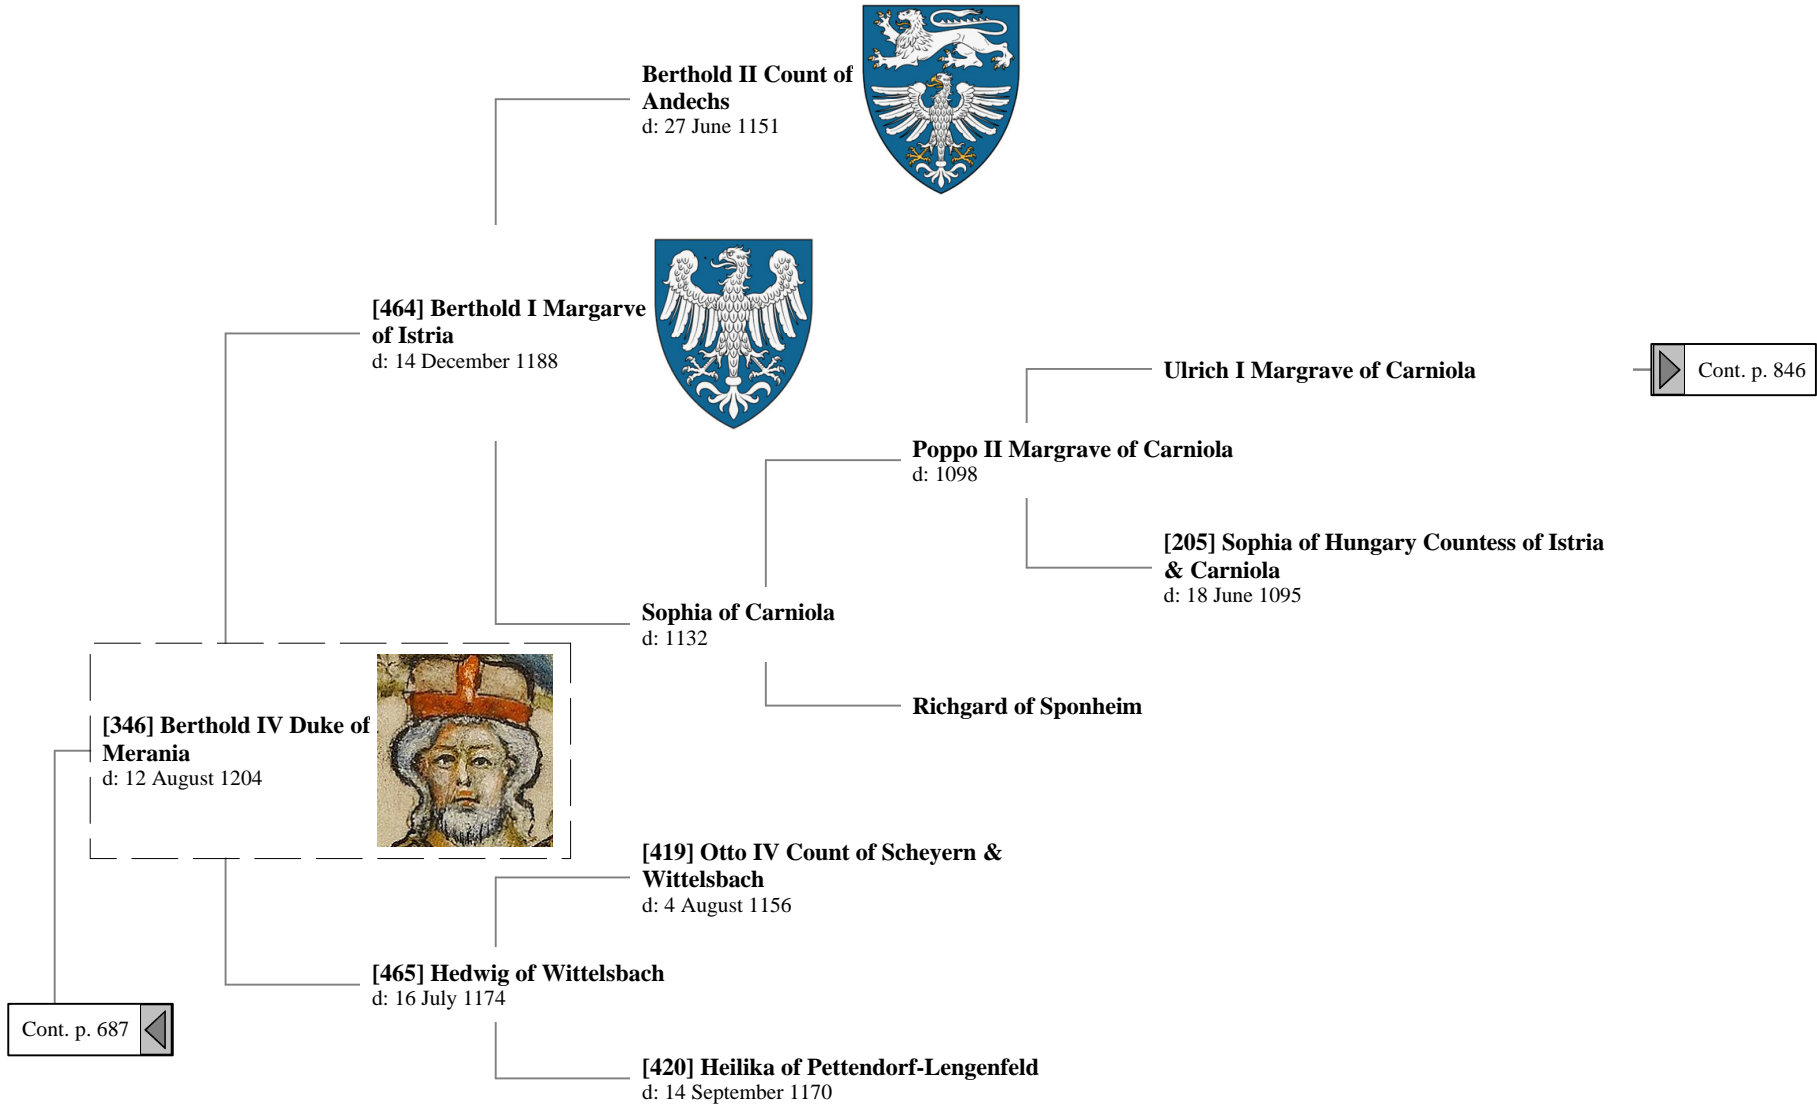 Berthold II Count of
Andechs
d: 27 June 1151
[464] Berthold I Margarve
of Istria
d: 14 December 1188
Ulrich I Margrave of Carniola
Cont. p. 846
Poppo II Margrave of Carniola
d: 1098
[205] Sophia of Hungary Countess of Istria
& Carniola
d: 18 June 1095
Sophia of Carniola
d: 1132
Richgard of Sponheim
[346] Berthold IV Duke of
Merania
d: 12 August 1204
[419] Otto IV Count of Scheyern &
Wittelsbach
d: 4 August 1156
[465] Hedwig of Wittelsbach
d: 16 July 1174
Cont. p. 687
[420] Heilika of Pettendorf-Lengenfeld
d: 14 September 1170